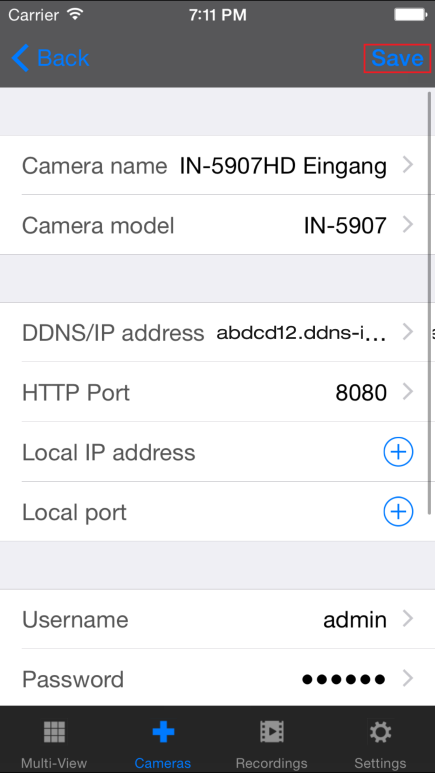 Carrier 7:11 PM
Back Save
Camera name IN-5907HD Eingang
Camera model IN-5907
DDNS/IP address abdcd12.ddns-i...
HTTP Port 8080
Local IP address
Local port
Username admin
Password ●●●●●●
Multi-View Cameras Recordings Settings